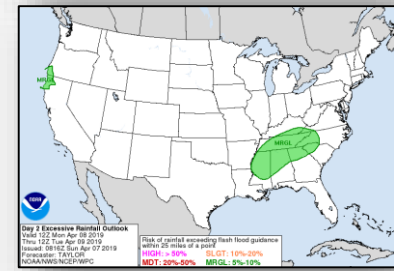 MRGL
MRGL
NOAA
Day 2 Excessive Rainfall Outlook
Valid 12Z Mon Apr 08 2019
Thru 12Z Tue Apr 09 2019
Issued: 0816Z Sun Apr 07 2019
Forecaster: TAYLOR
NOAA/NWS/NCEP/WPC
Risk of rainfall exceeding flash flood guidance
within 25 miles of a point
HIGH: > 50% SLGT: 10%-20%
MDT: 20%-50% MRGL: 5%-10%